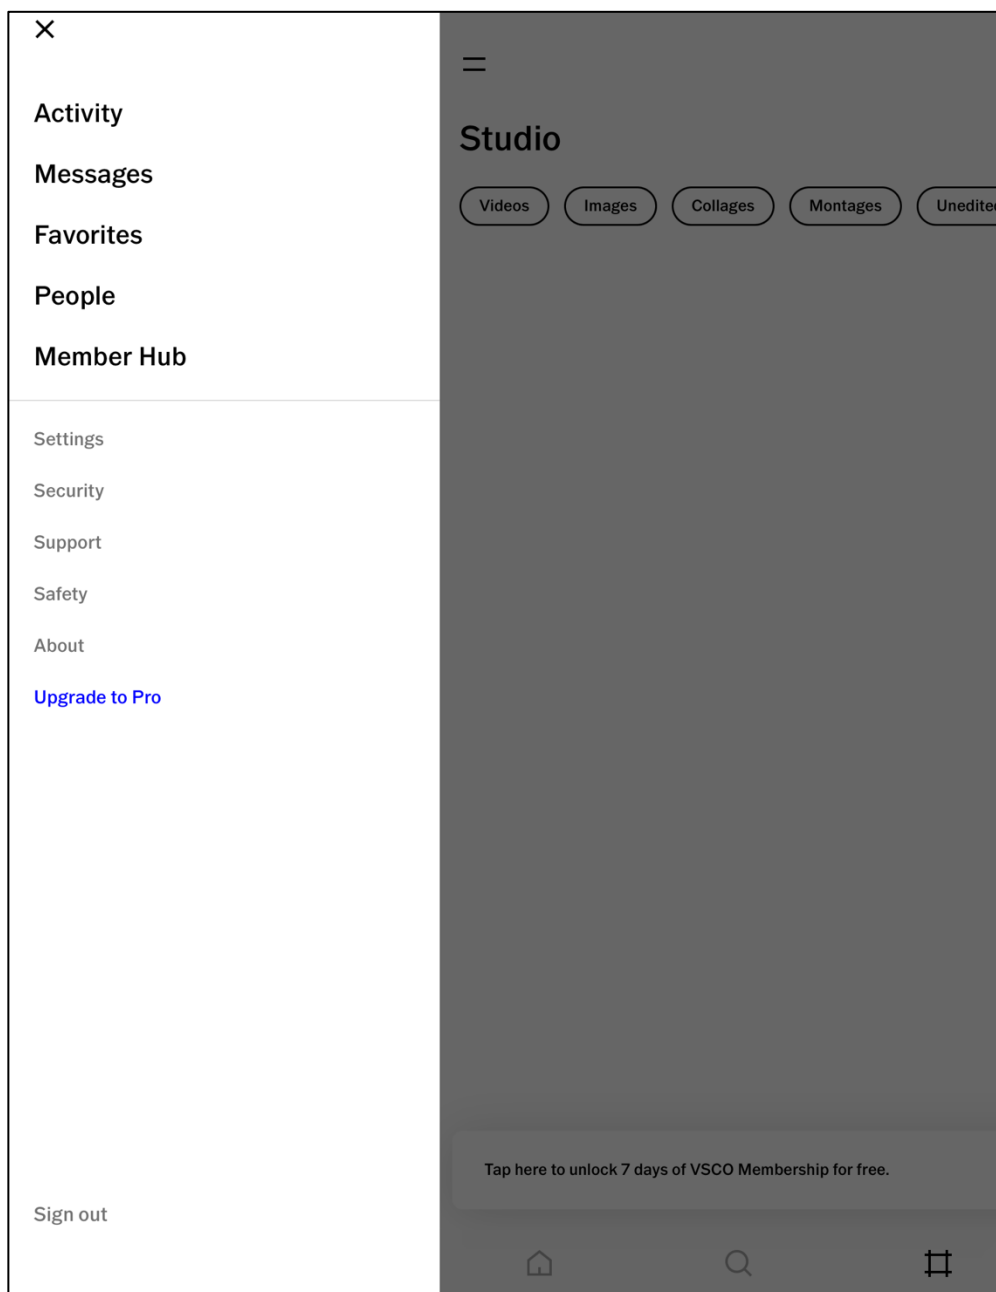 Activity
Messages
Favorites
People
Member Hub
Settings
Security
Support
Safety
About
Upgrade to Pro
Sign out
Studio
Videos Images Collages Montages Unedite
Tap here to unlock 7 days of VSCO Membership for free.